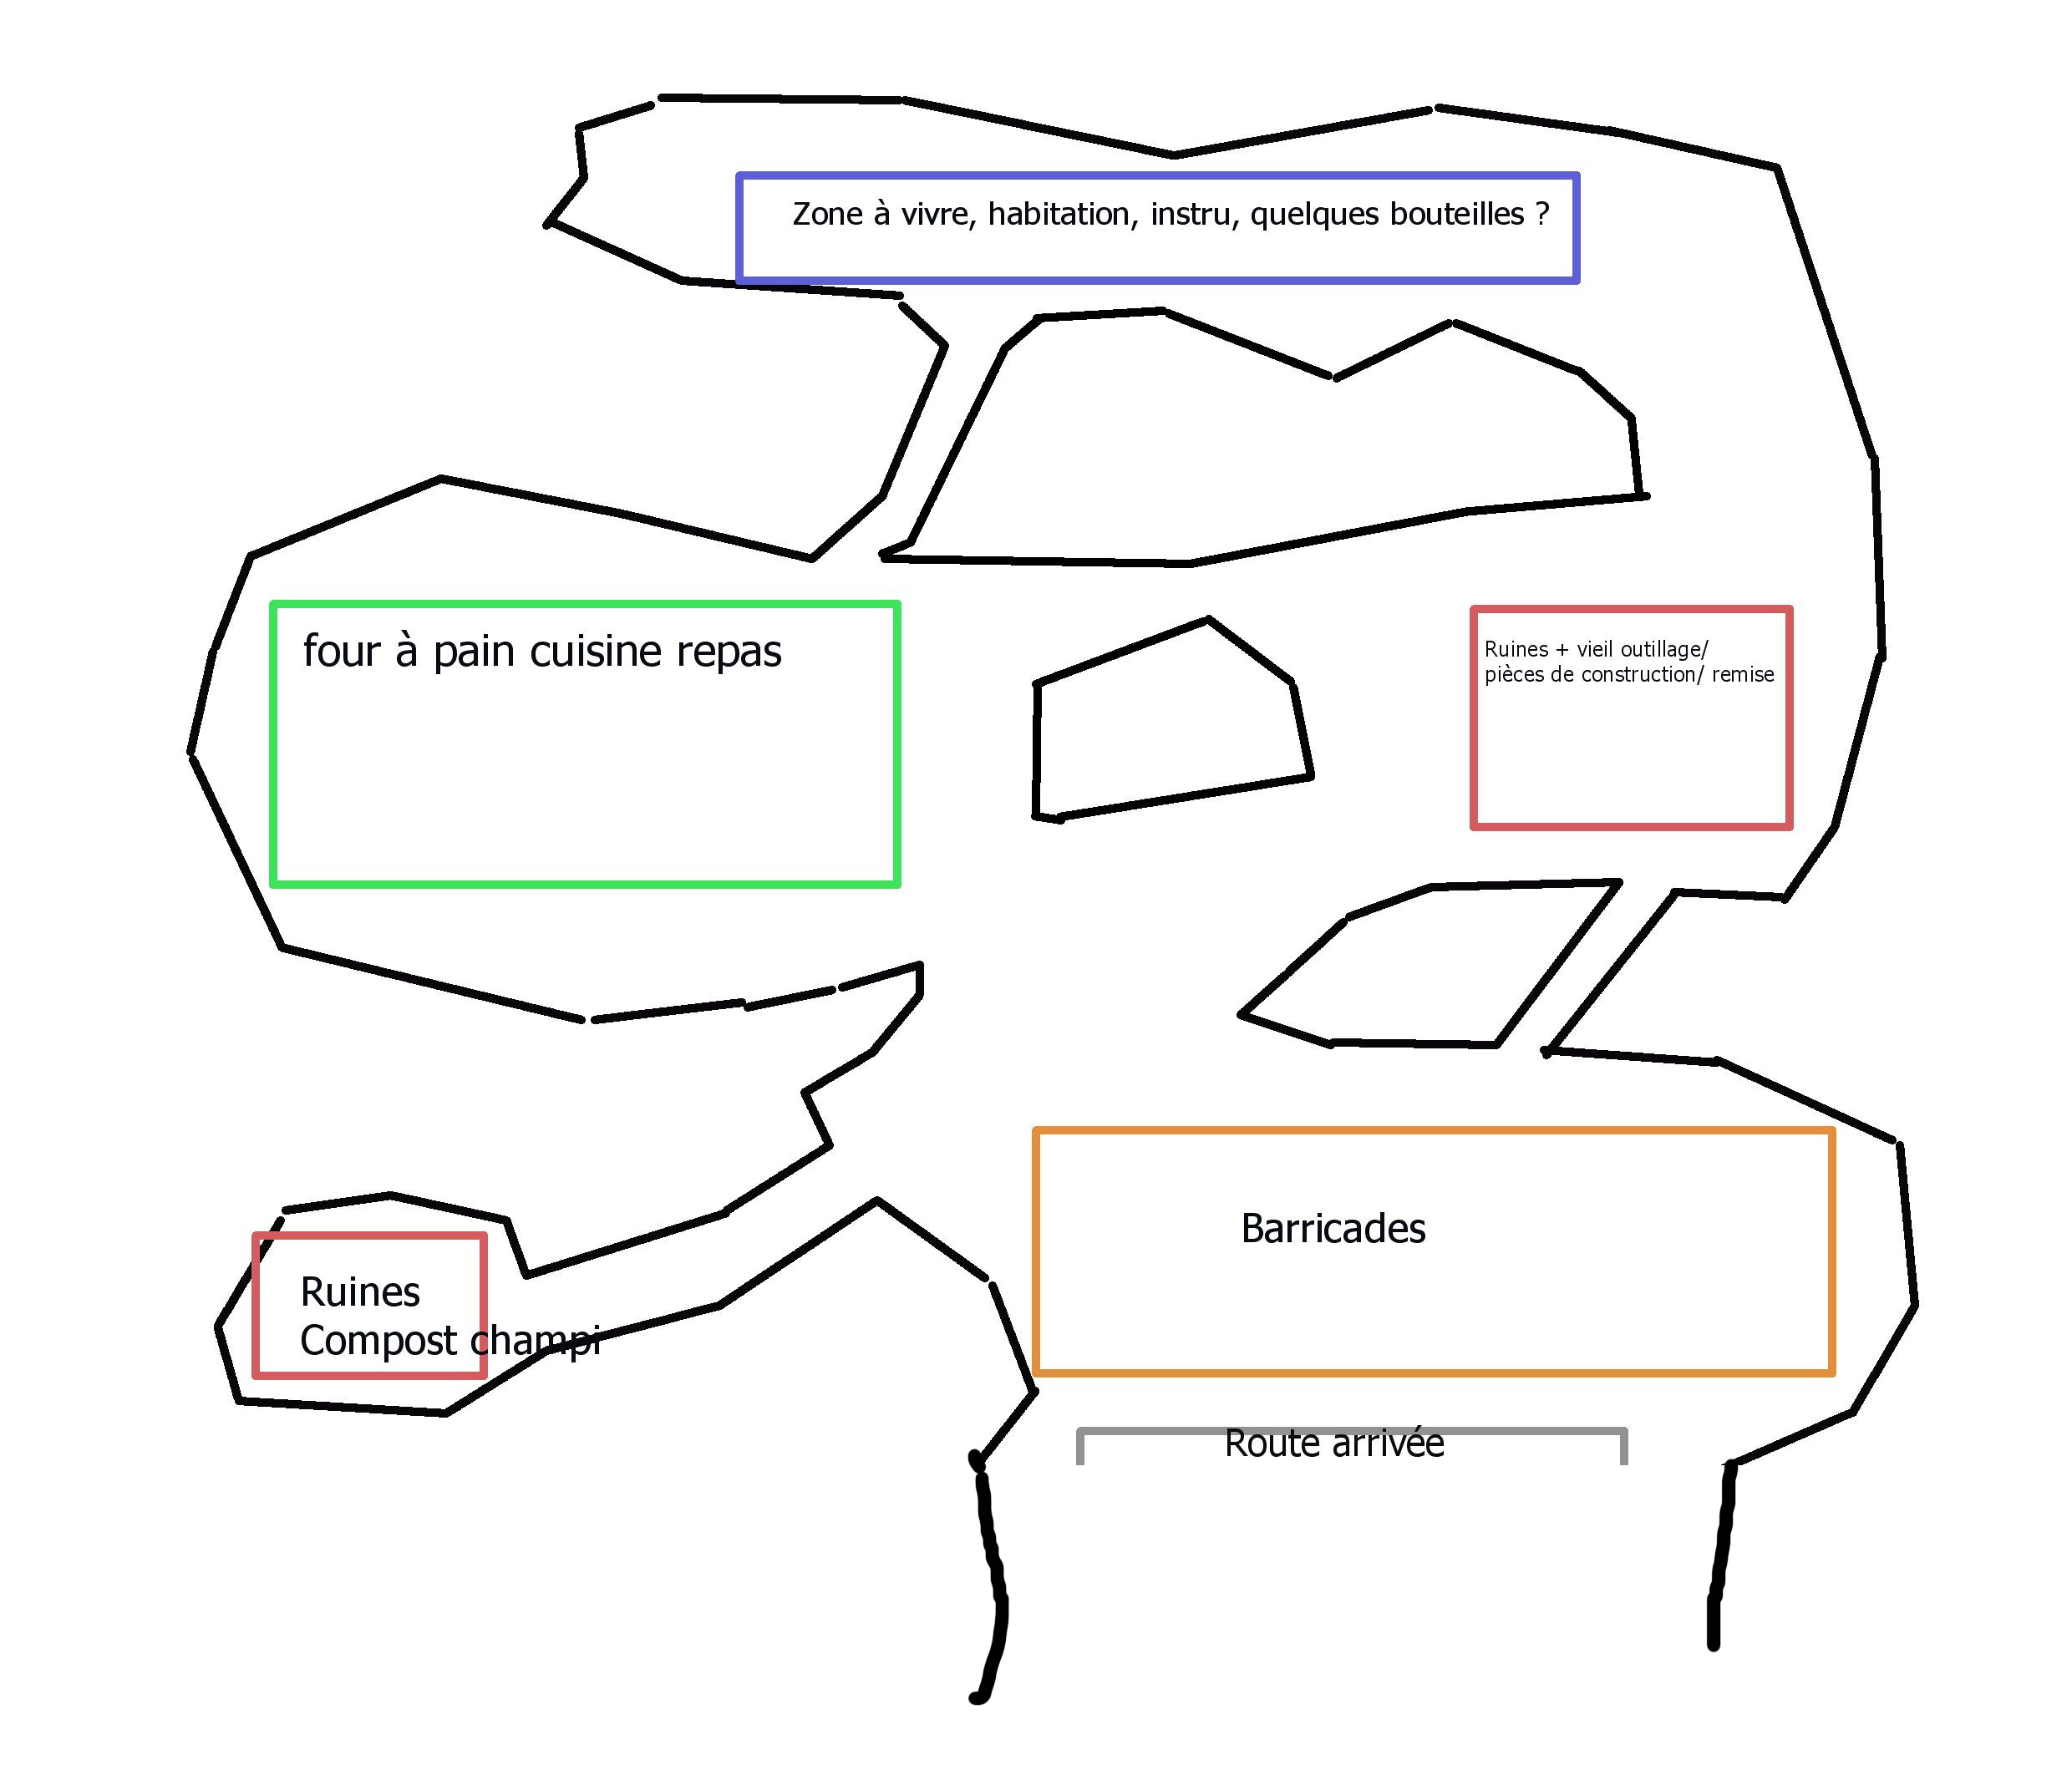 Zone à vivre, habitation, instru, quelques bouteilles ?
four à pain cuisine repas
Ruines + vieil outillage/
pièces de construction/ remise
Barricades
Ruines
Compost champi
Route arrivée